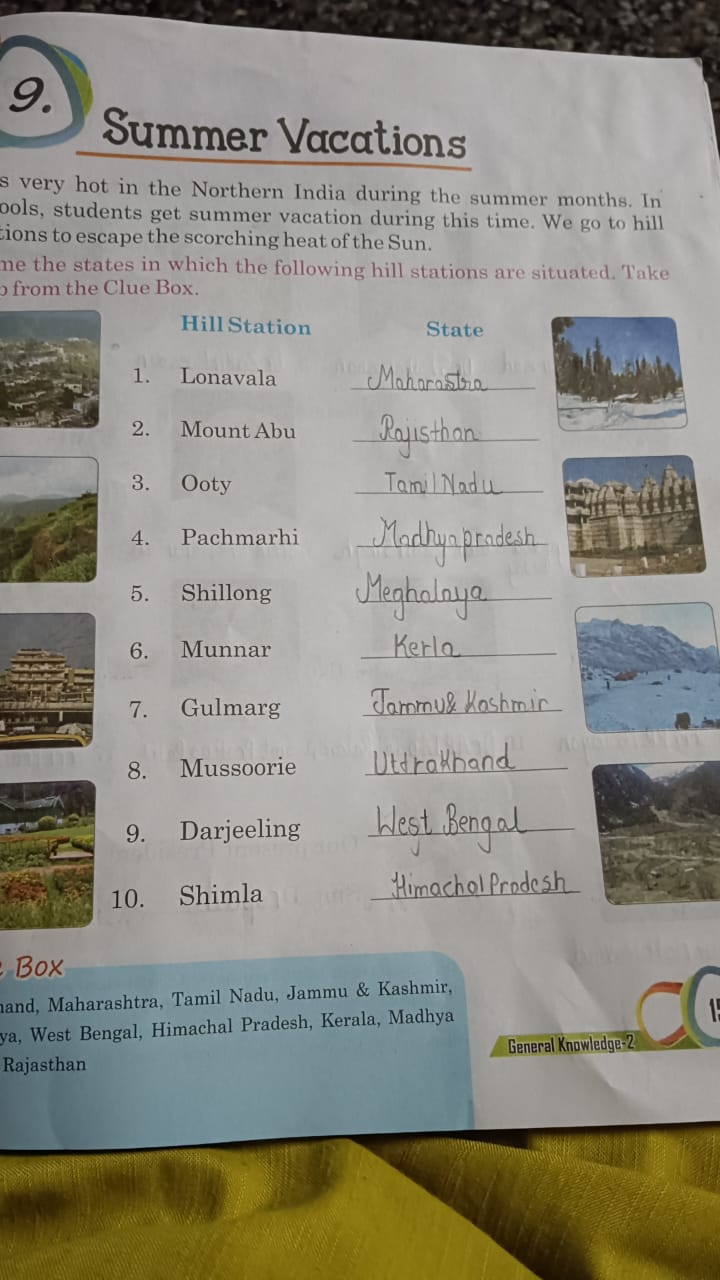 9.
Summer Vacations
s very hot in the Northern India during the summer months. In
ools, students get summer vacation during this time. We go to hill
tions to escape the scorching heat of the Sun.
me the states in which the following hill stations are situated. Take
p from the Clue Box.
Hill Station State
1. Lonavala Maharastra
2. Mount Abu Rajisthan
3. Ooty Tamil Nadu
4. Pachmarhi Madhya pradesh
5. Shillong Meghalaya
6. Munnar Kerla
7. Gulmarg Jammu & Kashmir
8. Mussoorie Uttrakhand
9. Darjeeling West Bengal
10. Shimla Himachal Pradesh
Box
hand, Maharashtra, Tamil Nadu, Jammu & Kashmir,
ya, West Bengal, Himachal Pradesh, Kerala, Madhya
Rajasthan
General Knowledge-2